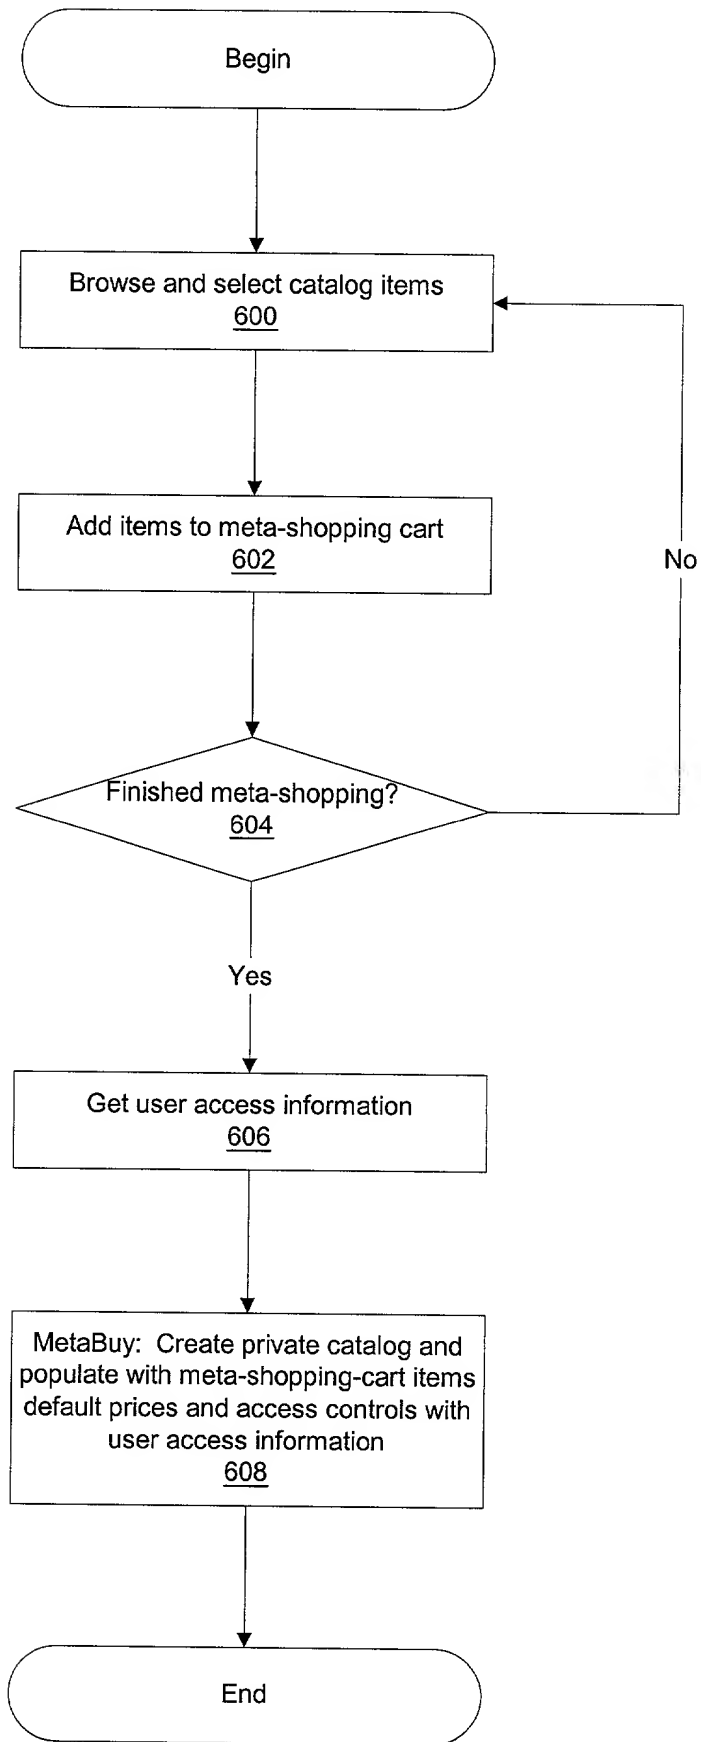 Begin
Browse and select catalog items
600
Add items to meta-shopping cart
602
No
Finished meta-shopping?
604
Yes
Get user access information
606
MetaBuy:  Create private catalog and
populate with meta-shopping-cart items
default prices and access controls with
user access information
608
End